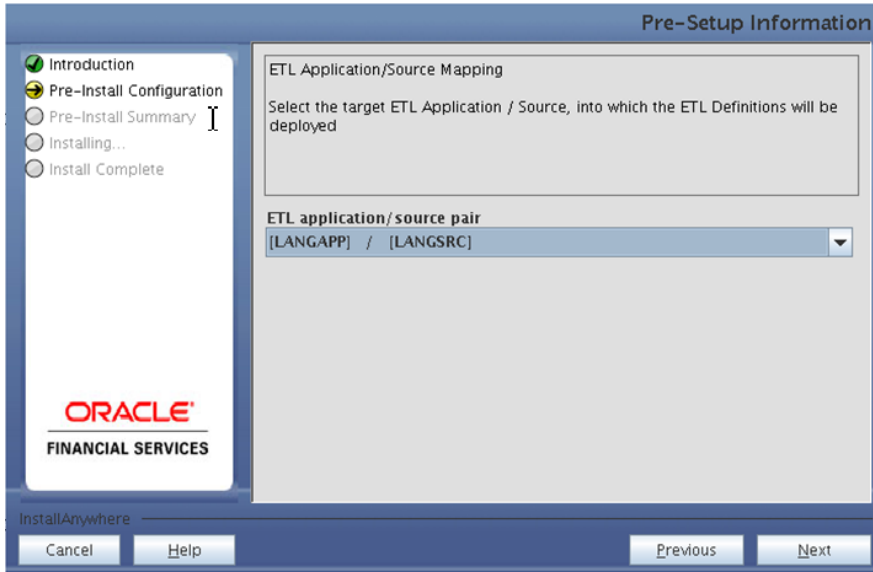 Pre-Setup Information
Introduction
Pre-Install Configuration
Pre-Install Summary
Installing...
Install Complete
ORACLE'
FINANCIAL SERVICES
ETL Application/Source Mapping
Select the target ETL Application / Source, into which the ETL Definitions will be
deployed
ETL application/source pair
[LANGAPP] / [LANGSRC]
InstallAnywhere
Cancel
Help
Previous
Next